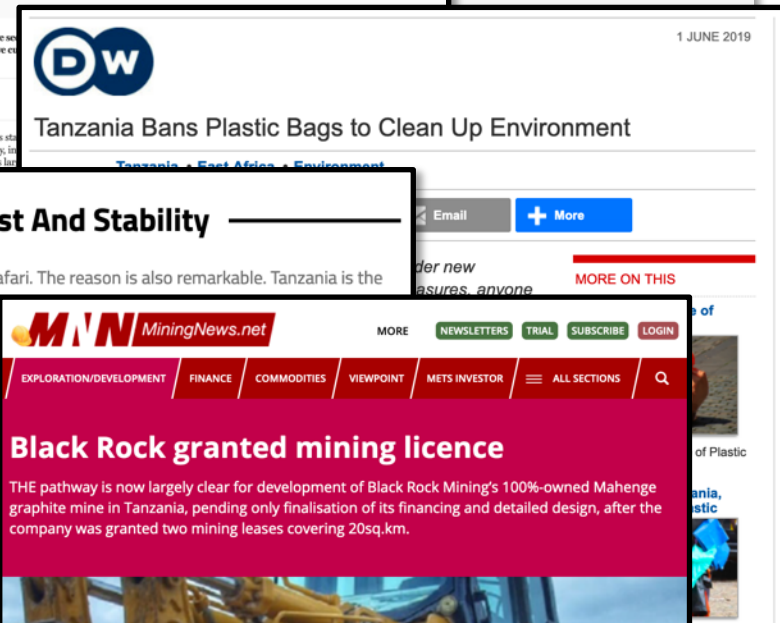 1 JUNE 2019
DW
Tanzania Bans Plastic Bags to Clean Up Environment
Tanzania • East Africa • Environment
Email
More
st And Stability
afari. The reason is also remarkable. Tanzania is the
der new
asures, anyone
MORE ON THIS
e of
of Plastic
ania,
stic
MNN MiningNews.net
MORE NEWSLETTERS TRIAL SUBSCRIBE LOGIN
EXPLORATION/DEVELOPMENT FINANCE COMMODITIES VIEWPOINT METS INVESTOR ALL SECTIONS
Black Rock granted mining licence
THE pathway is now largely clear for development of Black Rock Mining's 100%-owned Mahenge
graphite mine in Tanzania, pending only finalisation of its financing and detailed design, after the
company was granted two mining leases covering 20sq.km.